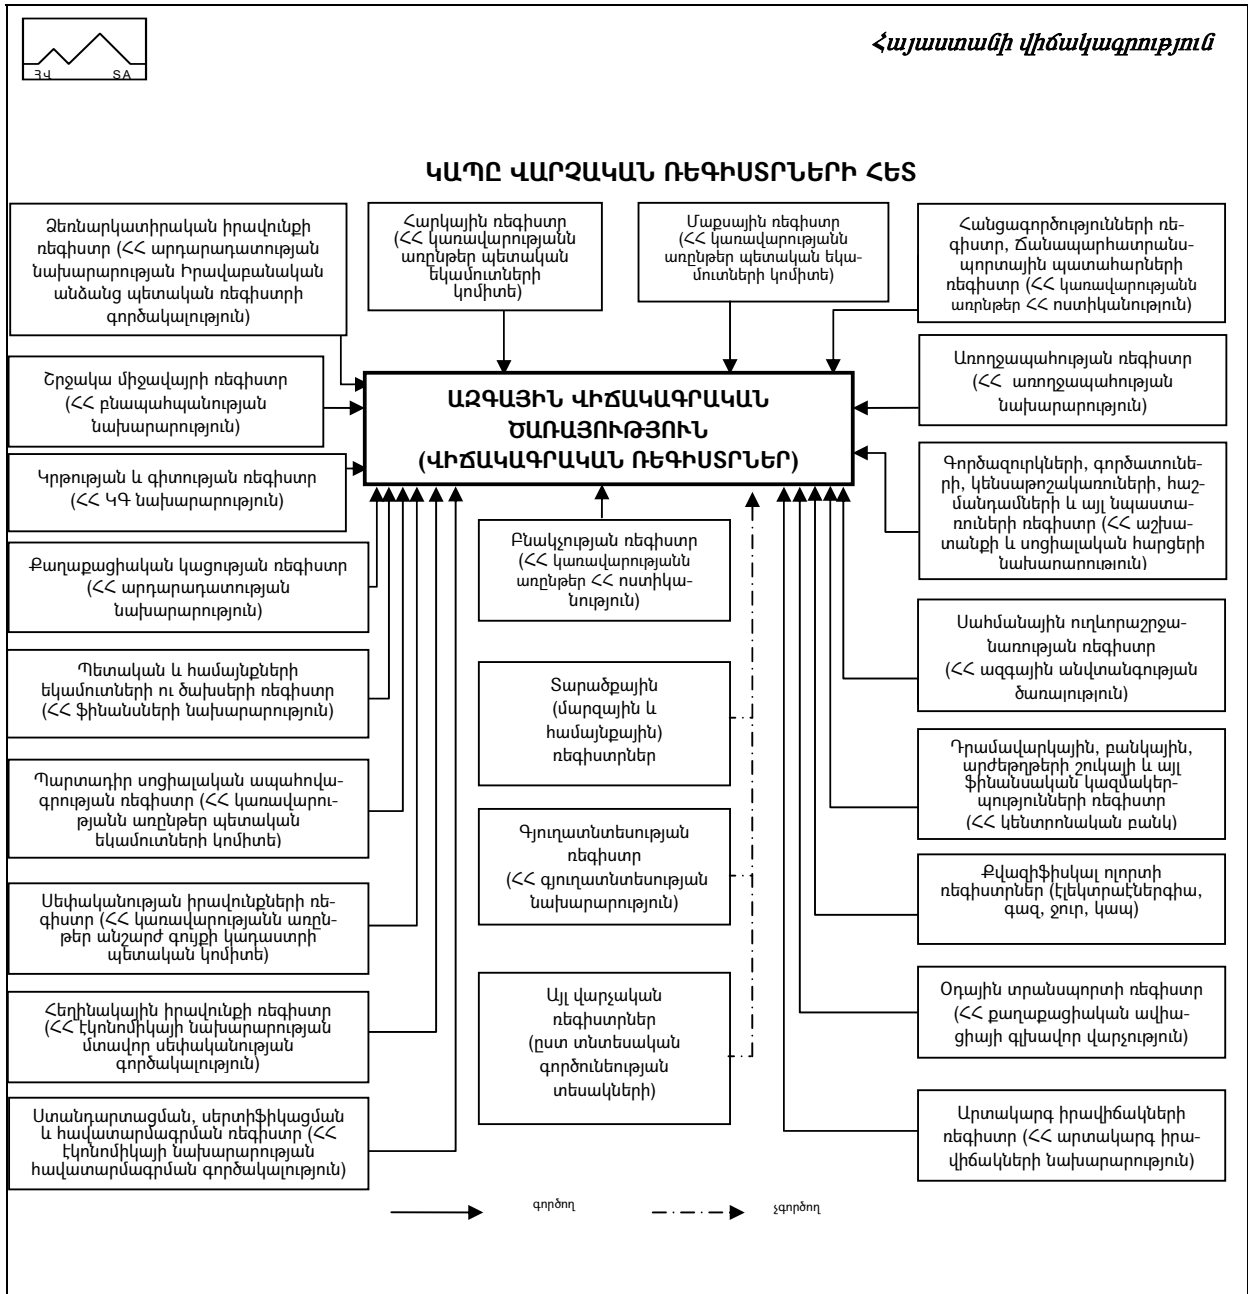 ՀՎ SA
Հայաստանի վիճակագրություն
ԿԱՊԸ ՎԱՐՉԱԿԱՆ ՌԵԳԻՍՏՐՆԵՐԻ ՀԵՏ
Ձեռնարկատիրական իրավունքի
ռեգիստր (ՀՀ արդարադատության
նախարարության Իրավաբանական
անձանց պետական ռեգիստրի
գործակալություն)
Հարկային ռեգիստր
(ՀՀ կառավարությանն
առընթեր պետական
եկամուտների
կոմիտե)
Մաքսային ռեգիստր
(ՀՀ կառավարությանն
առընթեր պետական եկա-
մուտների կոմիտե)
Հանցագործությունների ռե-
գիստր, Ճանապարհատրանս-
պորտային պատահարների
ռեգիստր (ՀՀ կառավարությանն
առընթեր ՀՀ ոստիկանություն)
Շրջակա միջավայրի ռեգիստր
(ՀՀ բնապահպանության
նախարարություն)
ԱԶԳԱՅԻՆ ՎԻՃԱԿԱԳՐԱԿԱՆ
ԾԱՌԱՅՈՒԹՅՈՒՆ
(ՎԻՃԱԿԱԳՐԱԿԱՆ ՌԵԳԻՍՏՐՆԵՐ)
Առողջապահության ռեգիստր
(ՀՀ առողջապահության
նախարարություն)
Կրթության և գիտության ռեգիստր
(ՀՀ ԿԳ նախարարություն)
Գործազուրկների, գործատունե-
րի, կենսաթոշակառուների, հաշ-
մանդամների և այլ նպաստա-
ռուների ռեգիստր (ՀՀ աշխա-
տանքի և սոցիալական հարցերի
նախարարություն)
Քաղաքացիական կացության ռեգիստր
(ՀՀ արդարադատության
նախարարություն)
Բնակչության ռեգիստր
(ՀՀ կառավարությանն
առընթեր ՀՀ ոստիկա-
նություն)
Սահմանային ուղևորաշրջա-
նառության ռեգիստր
(ՀՀ ազգային անվտանգության
ծառայություն)
Պետական և համայնքների
եկամուտների ու ծախսերի ռեգիստր
(ՀՀ ֆինանսների նախարարություն)
Տարածքային
(մարզային և
համայնքային)
ռեգիստրներ
Դրամավարկային, բանկային,
արժեթղթերի շուկայի և այլ
ֆինանսական կազմակեր-
պությունների ռեգիստր
(ՀՀ կենտրոնական բանկ)
Պարտադիր սոցիալական ապահովա-
գրության ռեգիստր (ՀՀ կառավարու-
թյանն առընթեր պետական
եկամուտների կոմիտե)
Գյուղատնտեսության
ռեգիստր
(ՀՀ գյուղատնտեսության
նախարարություն)
Քվազիֆիսկալ ոլորտի
ռեգիստրներ (էլեկտրաէներգիա,
գազ, ջուր, կապ)
Սեփականության իրավունքների ռե-
գիստր (ՀՀ կառավարությանն առըն-
թեր անշարժ գույքի կադաստրի
պետական կոմիտե)
Այլ վարչական
ռեգիստրներ
(ըստ տնտեսական
գործունեության
տեսակների)
Օդային տրանսպորտի ռեգիստր
(ՀՀ քաղաքացիական ավիա-
ցիայի գլխավոր վարչություն)
Հեղինակային իրավունքի ռեգիստր
(ՀՀ էկոնոմիկայի նախարարության
մտավոր սեփականության
գործակալություն)
Ստանդարտացման, սերտիֆիկացման
և հավատարմագրման ռեգիստր (ՀՀ
էկոնոմիկայի նախարարության
հավատարմագրման գործակալություն)
Արտակարգ իրավիճակների
ռեգիստր (ՀՀ արտակարգ իրա-
վիճակների նախարարություն)
գործող
չգործող